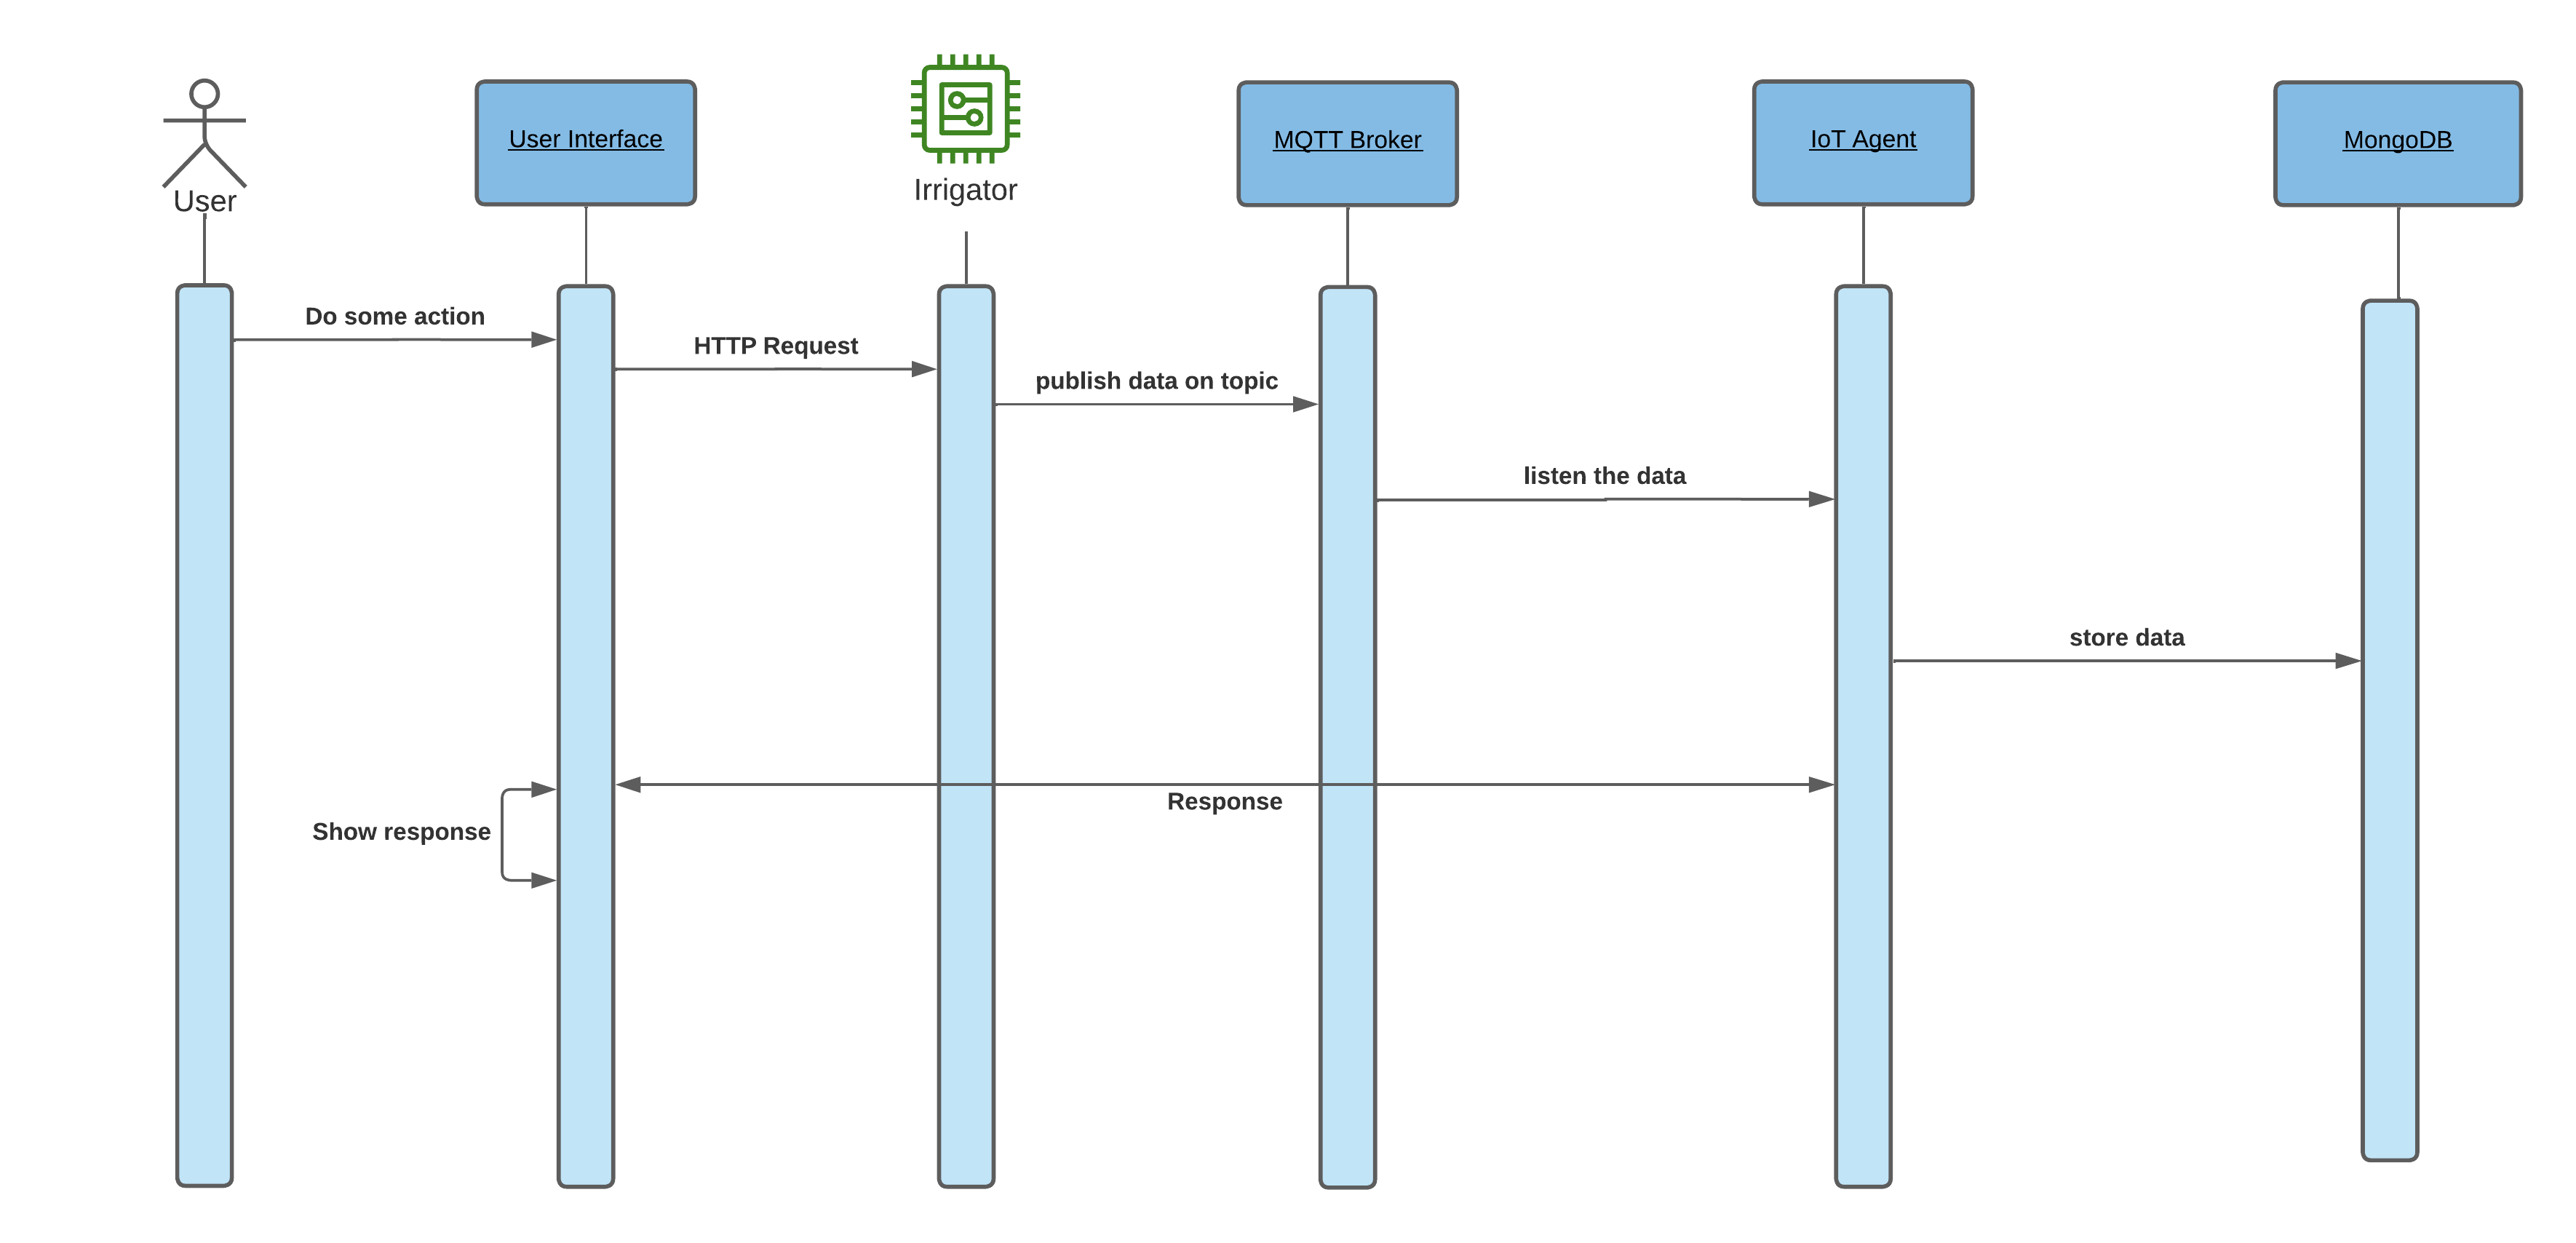 User
User Interface
Irrigator
MQTT Broker
IoT Agent
MongoDB
Do some action
HTTP Request
publish data on topic
listen the data
store data
Response
Show response